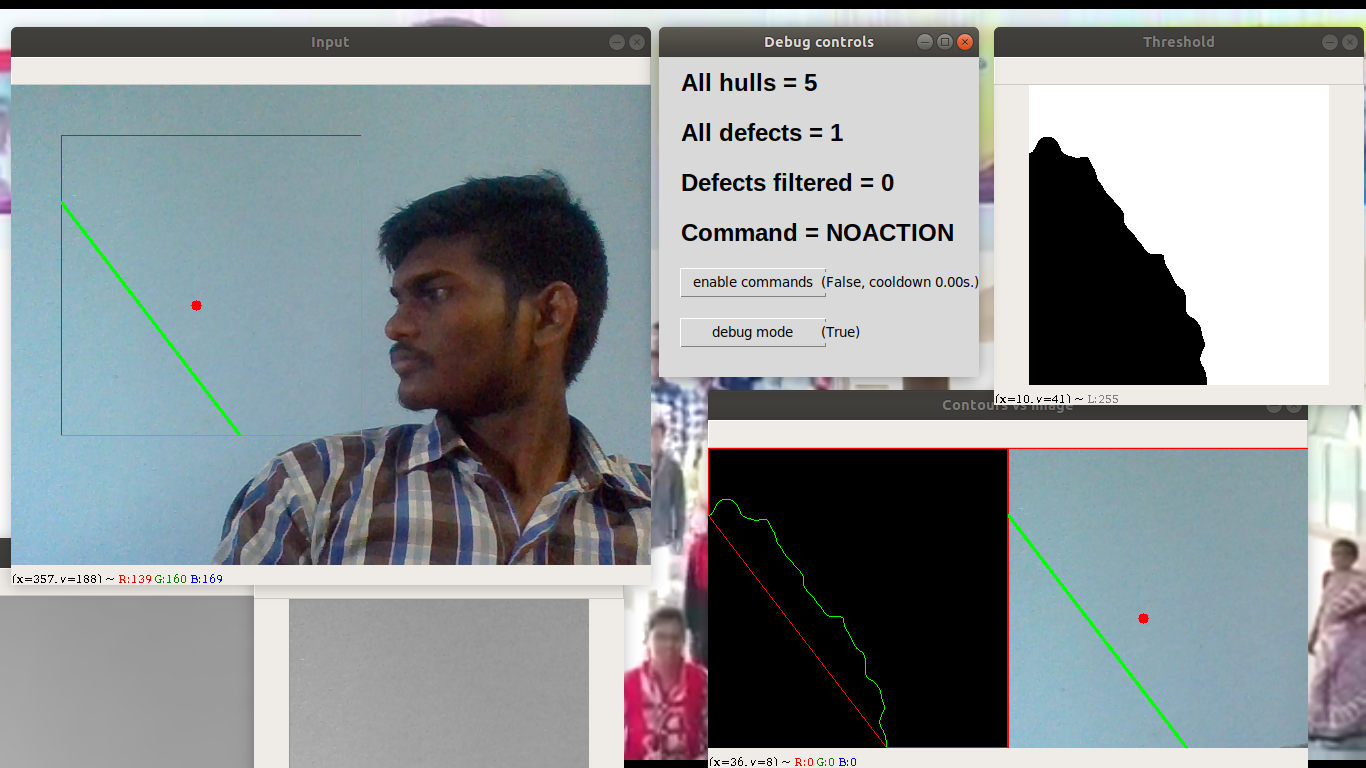 Input
(x=357, y=188) ~ R:139 G:160 B:169
Debug controls
All hulls = 5
All defects = 1
Defects filtered = 0
Command = NOACTION
enable commands (False, cooldown 0.00s.)
debug mode (True)
Threshold
(x=10, y=41) ~ L:255
Contours vs image
(x=36, y=8) ~ R:0 G:0 B:0